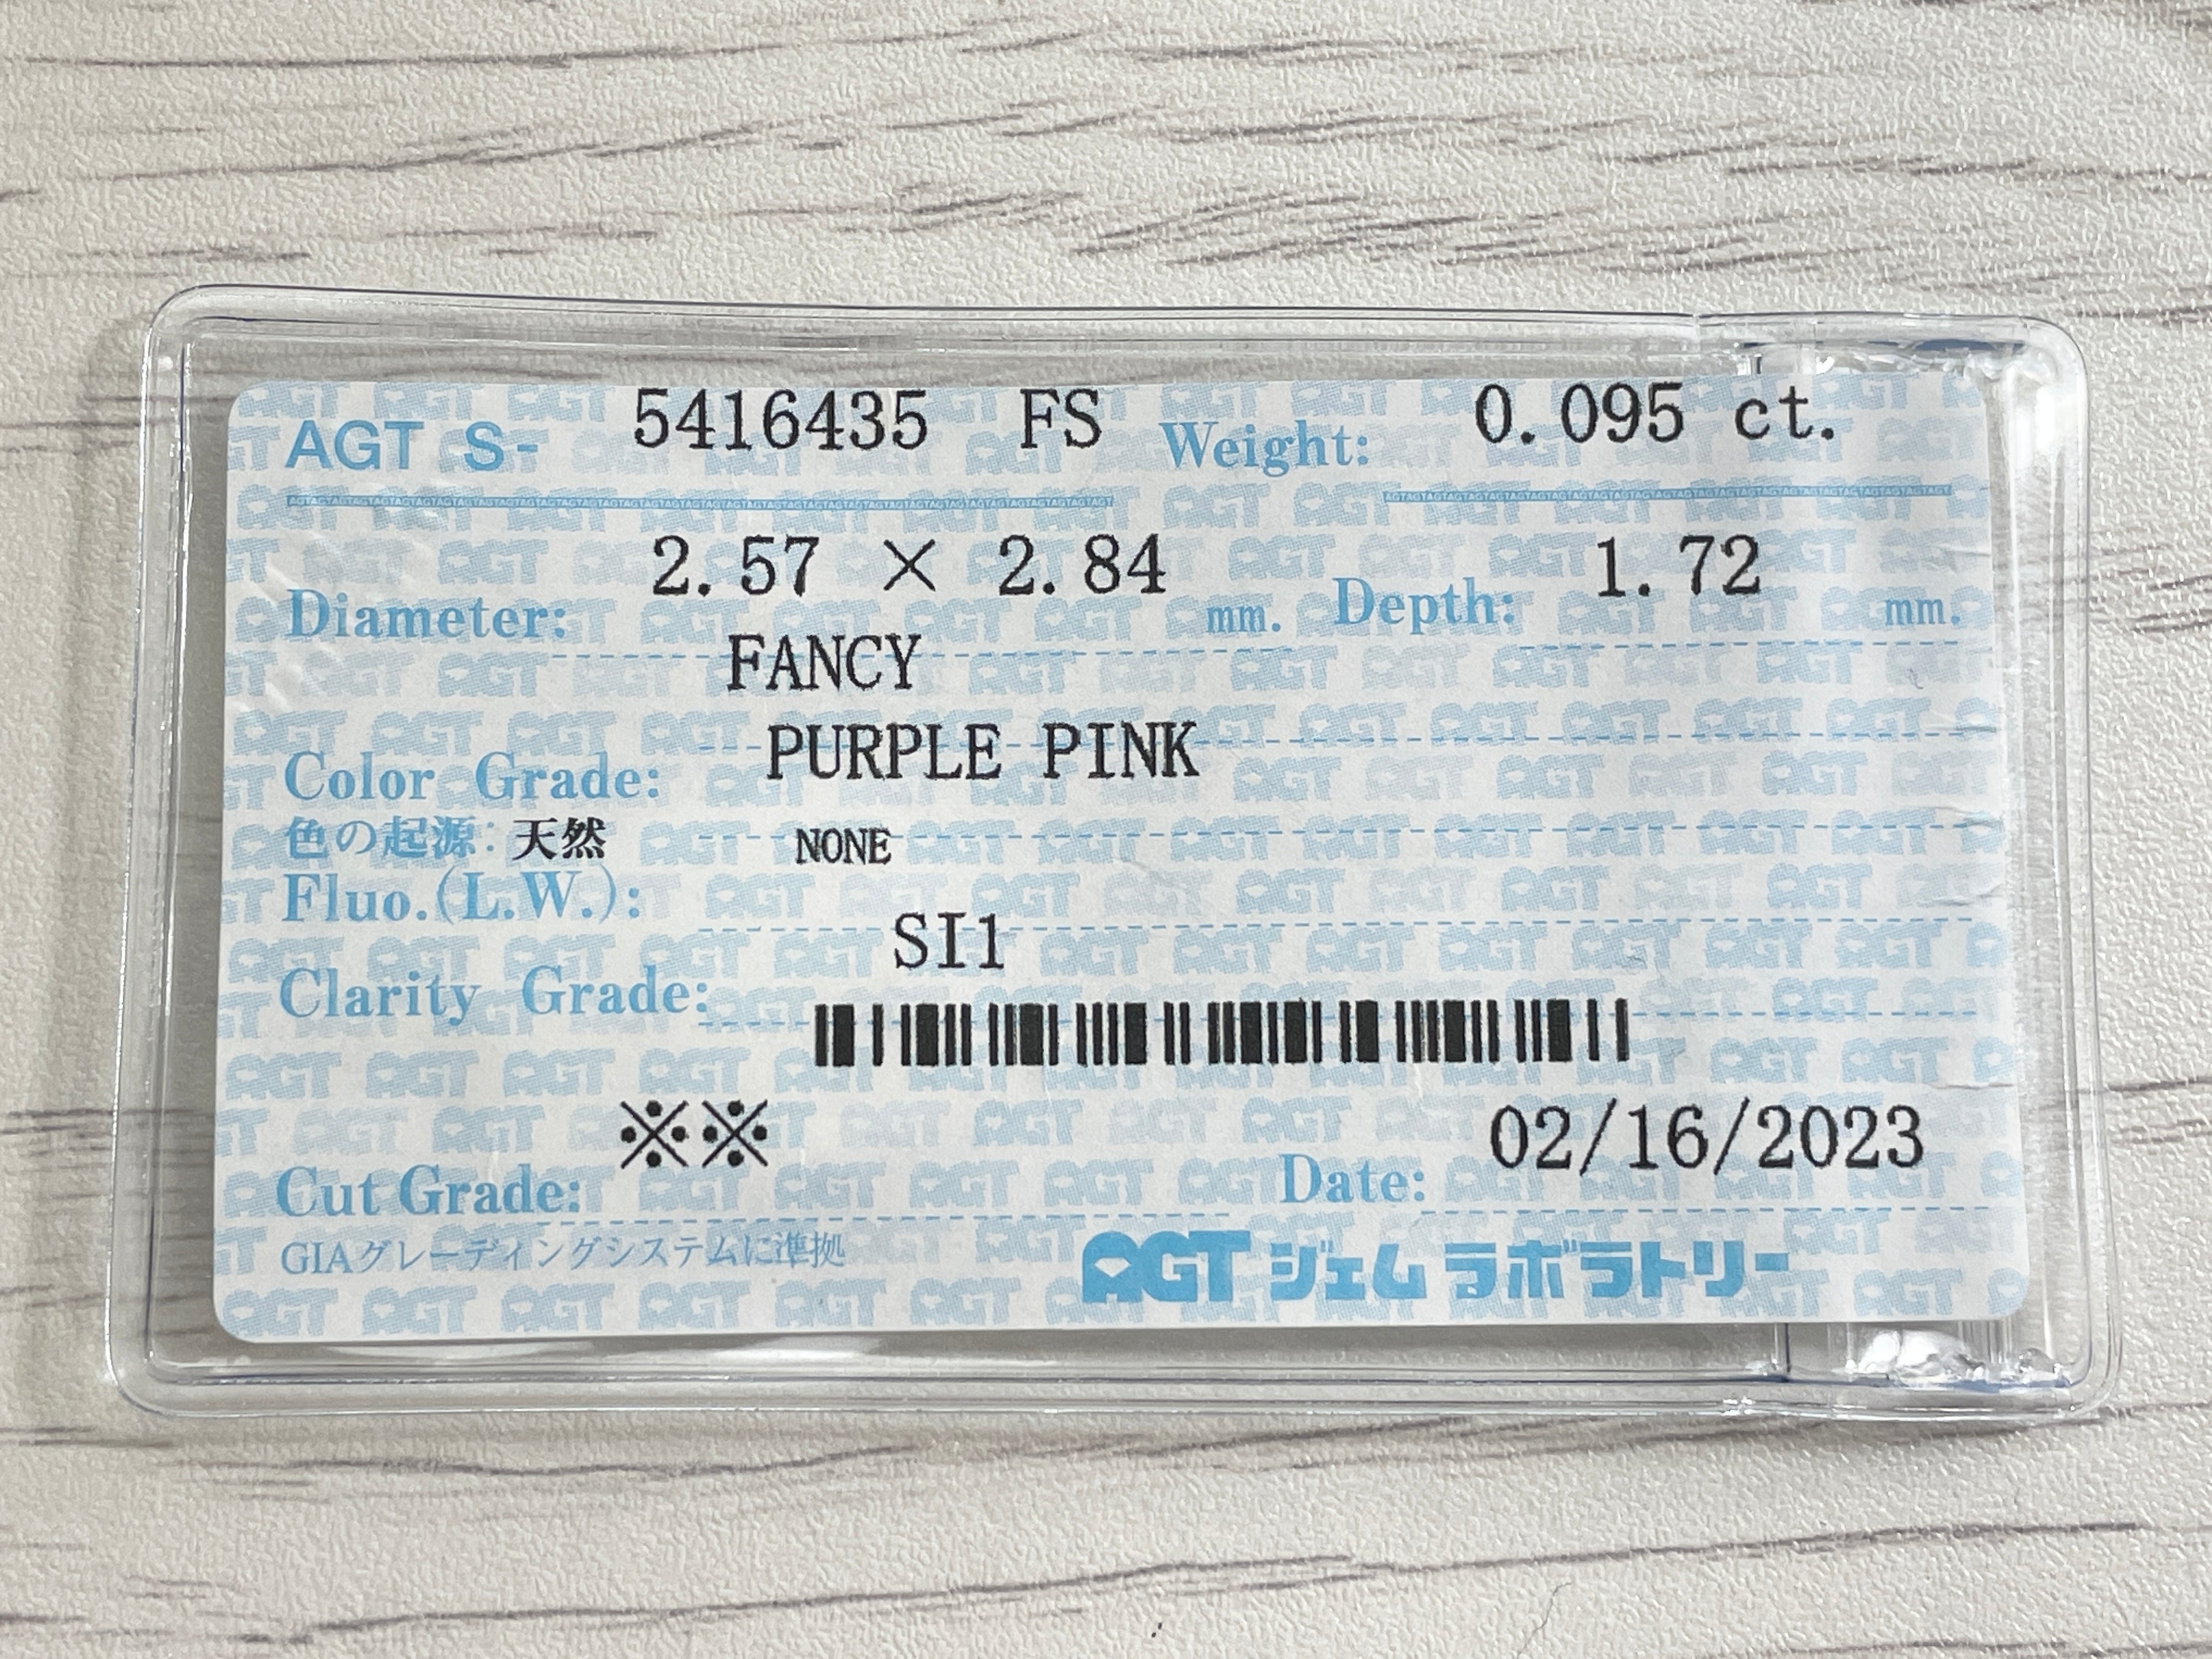 AGT S- 5416435 FS Weight: 0.095 ct.
Diameter: 2.57 × 2.84 mm. Depth: 1.72 mm.
FANCY
Color Grade: PURPLE PINK
色の起源: 天然
Fluo.(L.W.): NONE
Clarity Grade: SI1
Cut Grade: ※※ Date: 02/16/2023
GIAグレーディングシステムに準拠
AGT ジェム ラボラトリー